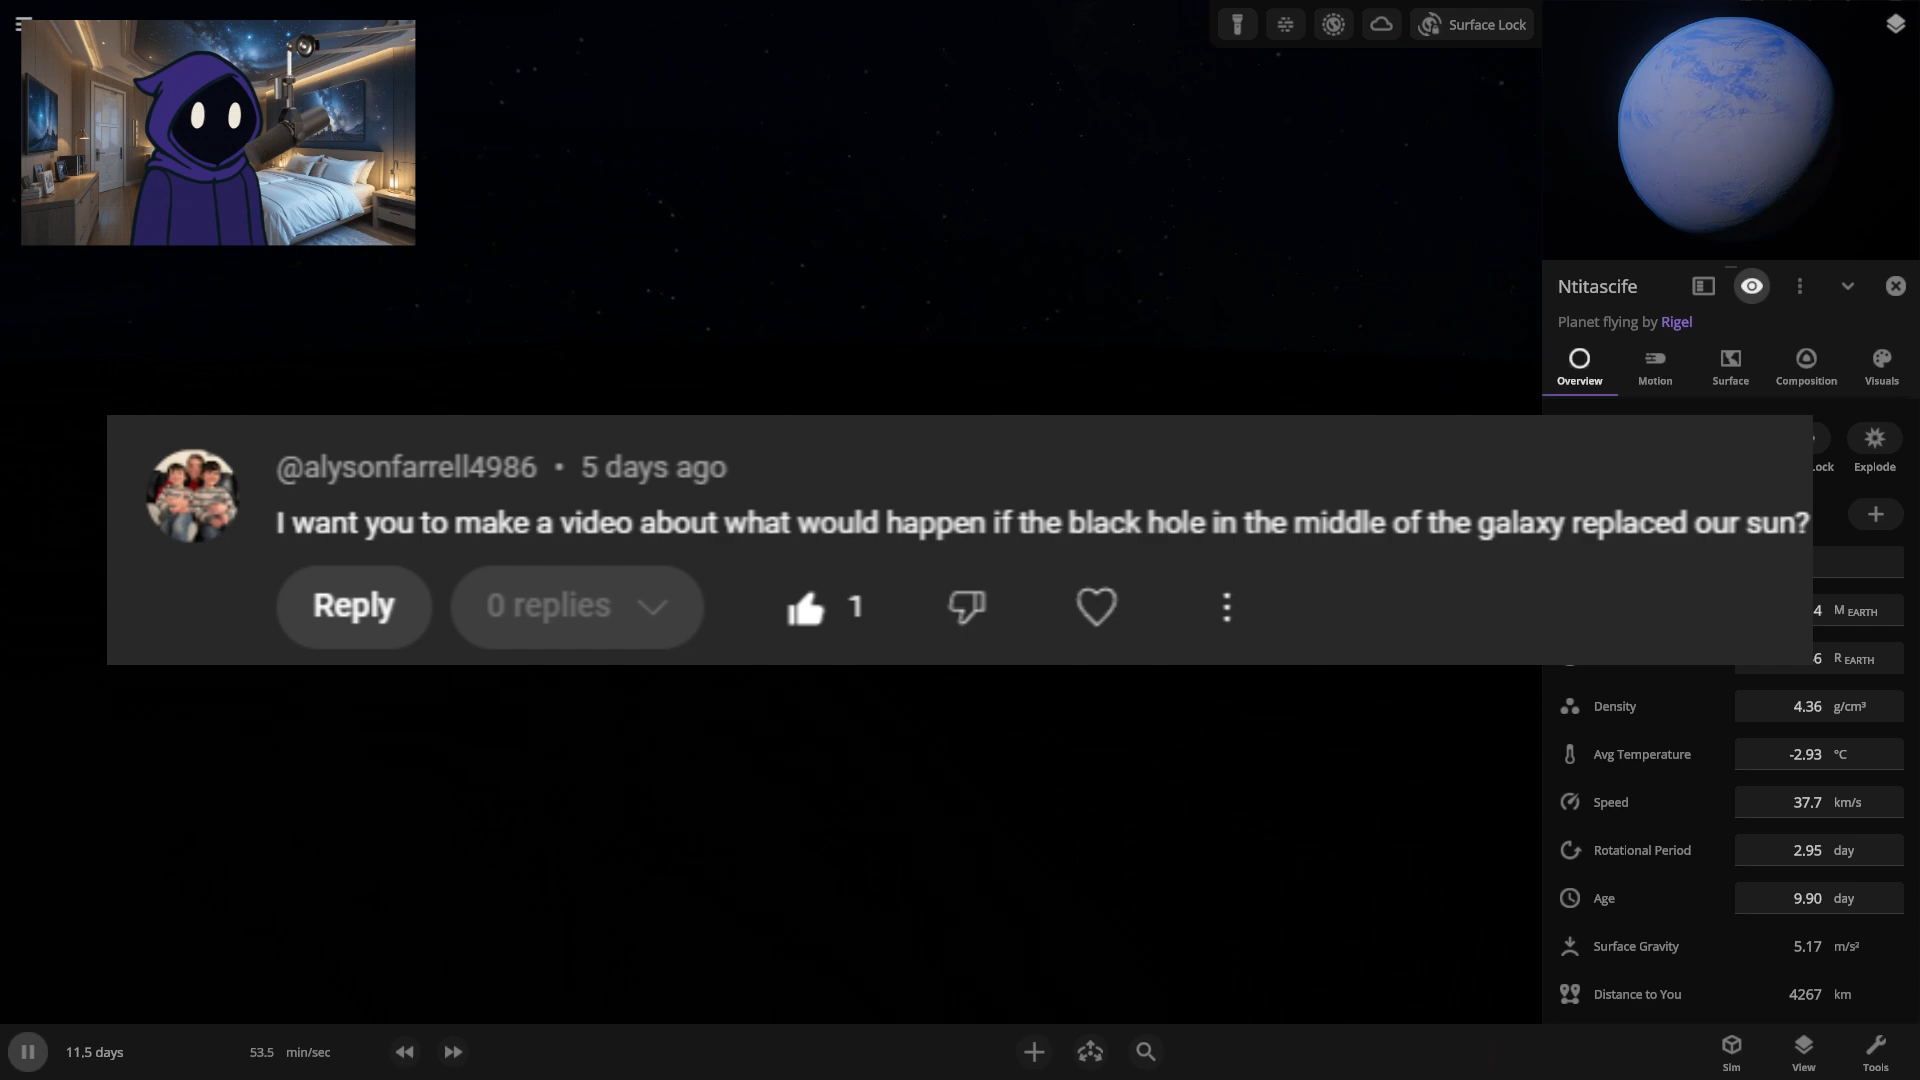 Surface Lock
Ntitascife
Planet flying by Rigel
Overview
Motion
Surface
Composition
Visuals
Explode
@alysonfarrell4986 • 5 days ago
I want you to make a video about what would happen if the black hole in the middle of the galaxy replaced our sun?
Reply
0 replies
1
4 M EARTH
6 R EARTH
Density 4.36 g/cm³
Avg Temperature -2.93 °C
Speed 37.7 km/s
Rotational Period 2.95 day
Age 9.90 day
Surface Gravity 5.17 m/s²
Distance to You 4267 km
11.5 days
53.5 min/sec
Sim
View
Tools